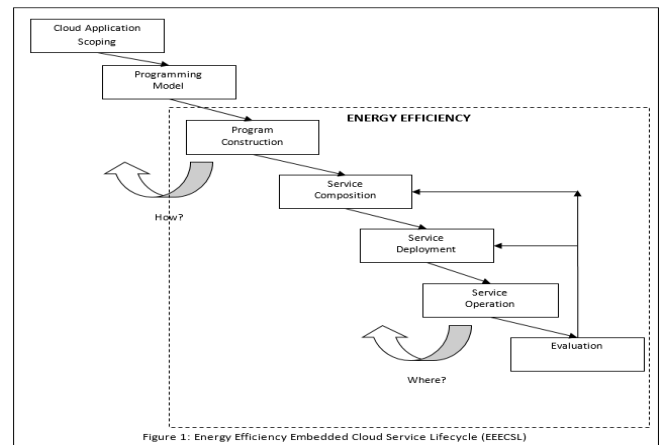 Cloud Application
Scoping
Programming
Model
ENERGY EFFICIENCY
Program
Construction
Service
Composition
How?
Service
Deployment
Service
Operation
Evaluation
Where?
Figure 1: Energy Efficiency Embedded Cloud Service Lifecycle (EEECSL)